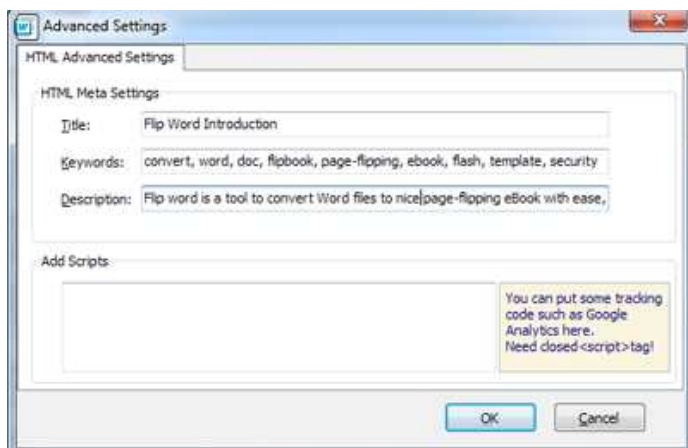 Advanced Settings
HTML Advanced Settings
HTML Meta Settings
Title: Flip Word Introduction
Keywords: convert, word, doc, flipbook, page-flipping, ebook, flash, template, security
Description: Flip word is a tool to convert Word files to nice page-flipping eBook with ease,
Add Scripts
You can put some tracking
code such as Google
Analytics here.
Need closed<script>tag!
OK Cancel